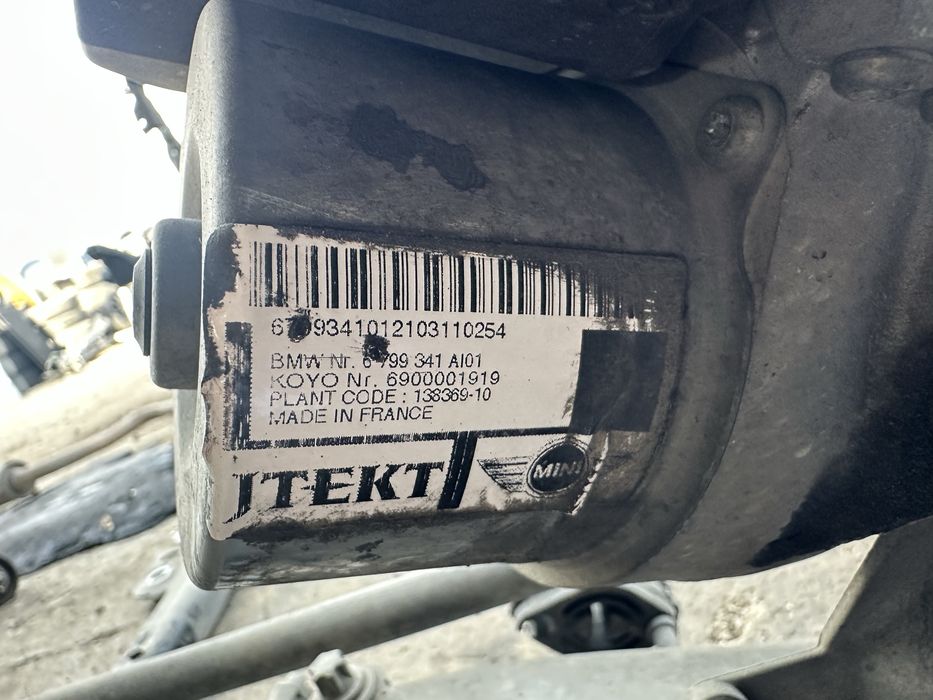 BMW Nr. 6 799 341 AI01
KOYO Nr. 6900001919
PLANT CODE : 138369-10
MADE IN FRANCE
JTEKT
MINI